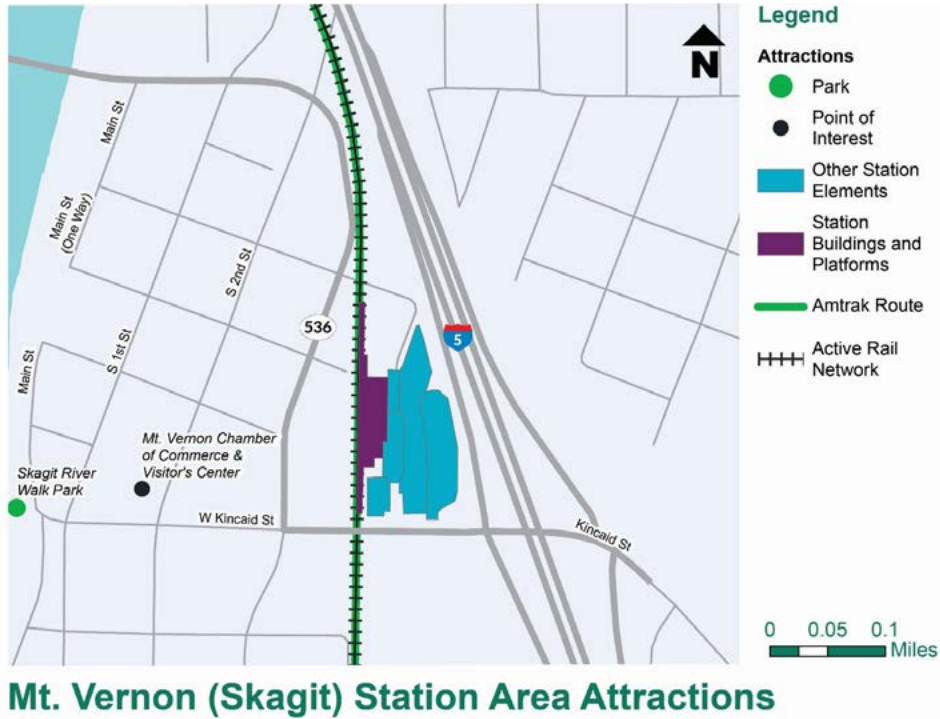 Legend
Attractions
Park
Point of
Interest
Other Station
Elements
Station
Buildings and
Platforms
Amtrak Route
Active Rail
Network
N
Main St
Main St
(One Way)
S 2nd St
S 1st St
Main St
536
5
Mt. Vernon Chamber
of Commerce &
Visitor's Center
Skagit River
Walk Park
W Kincaid St
Kincaid St
0 0.05 0.1
Miles
Mt. Vernon (Skagit) Station Area Attractions